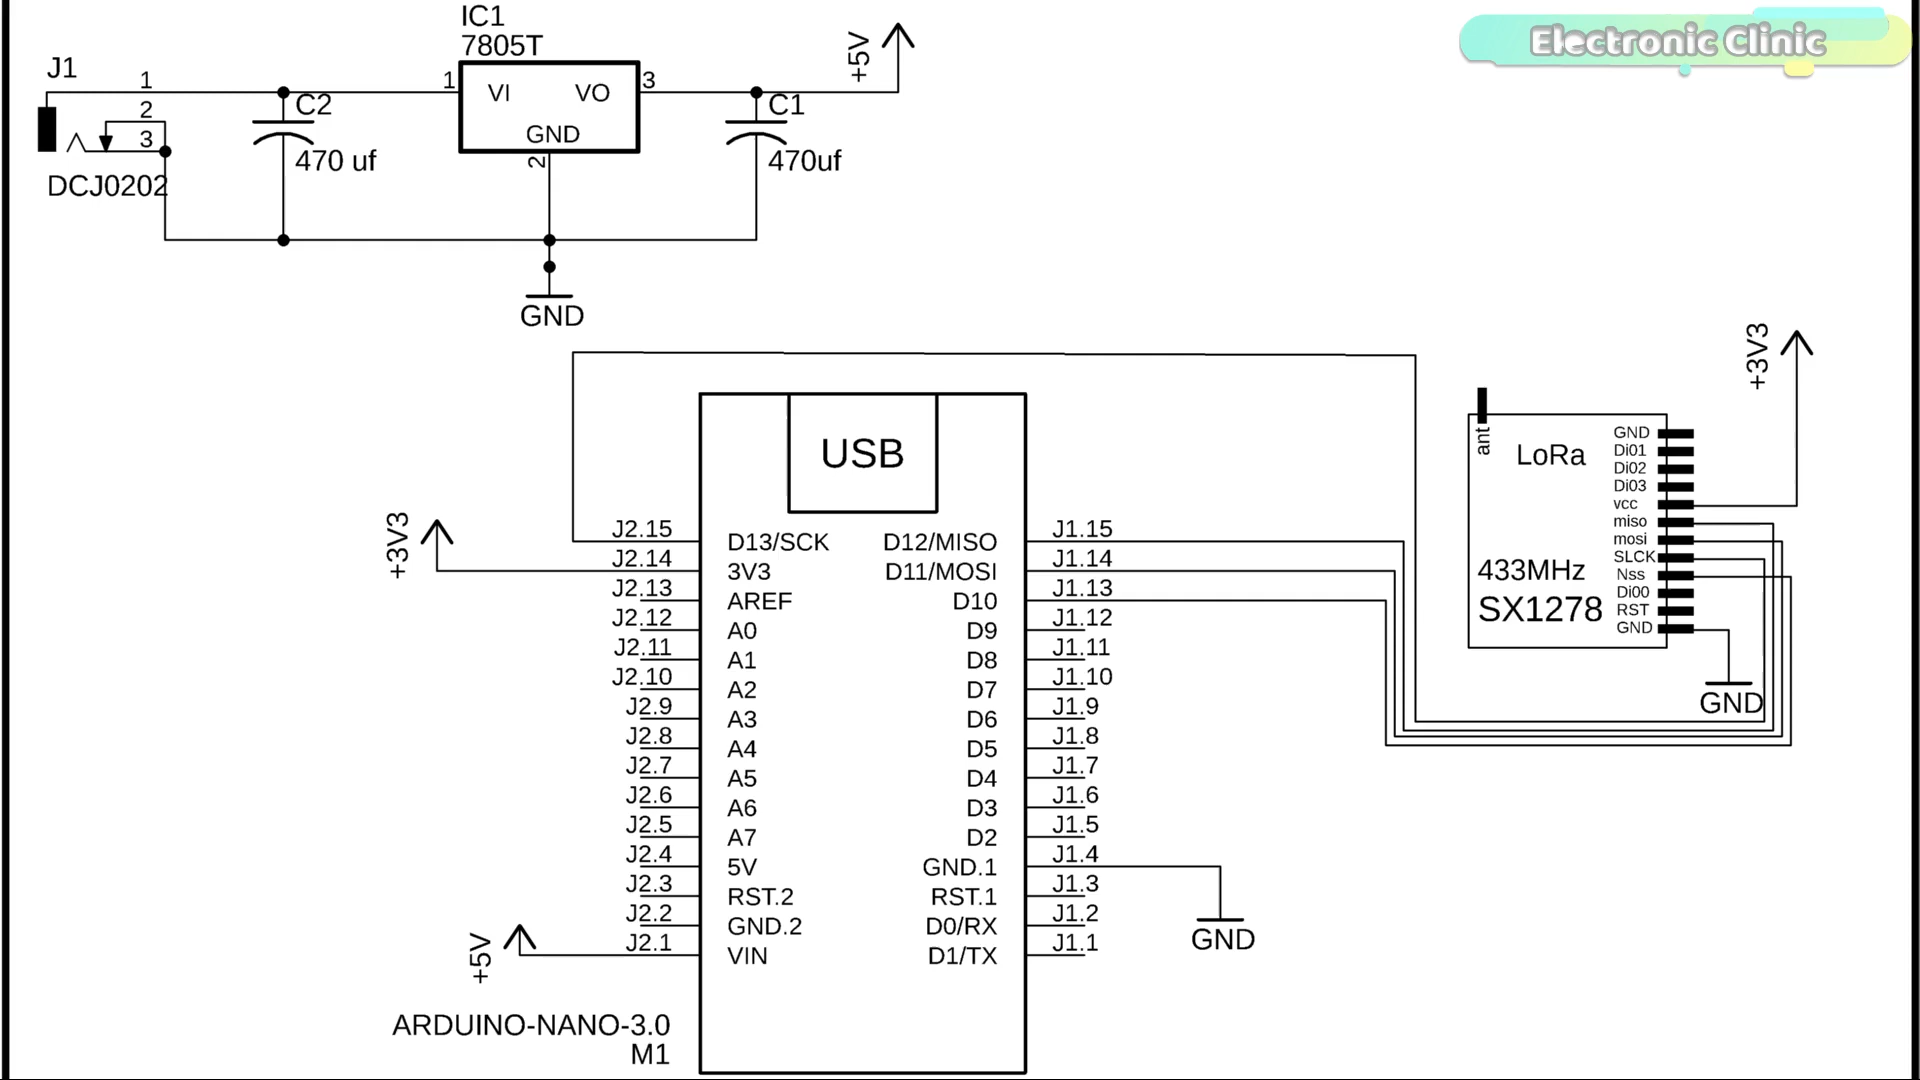 IC1
7805T
Electronic Clinic
J1
1
2
3
DCJ0202
C2
470 uf
1
VI
VO
3
GND
2
+5V
C1
470uf
GND
+3V3
ant
LoRa
433MHz
SX1278
GND
Di01
Di02
Di03
vcc
miso
mosi
SLCK
Nss
Di00
RST
GND
GND
USB
+3V3
J2.15 D13/SCK D12/MISO J1.15
J2.14 3V3 D11/MOSI J1.14
J2.13 AREF D10 J1.13
J2.12 A0 D9 J1.12
J2.11 A1 D8 J1.11
J2.10 A2 D7 J1.10
J2.9 A3 D6 J1.9
J2.8 A4 D5 J1.8
J2.7 A5 D4 J1.7
J2.6 A6 D3 J1.6
J2.5 A7 D2 J1.5
J2.4 5V GND.1 J1.4
J2.3 RST.2 RST.1 J1.3
J2.2 GND.2 D0/RX J1.2
J2.1 VIN D1/TX J1.1
+5V
GND
ARDUINO-NANO-3.0
M1